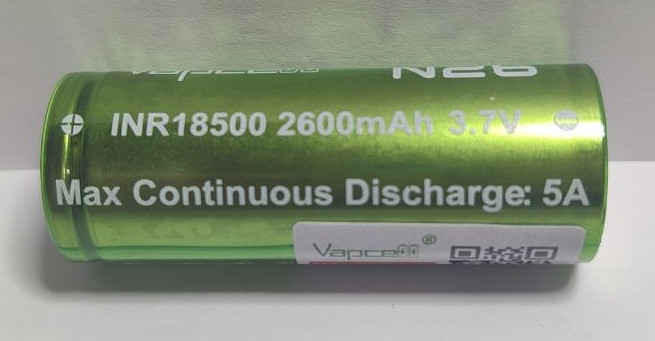 Vapcell N26
INR18500 2600mAh 3.7V
Max Continuous Discharge: 5A
Vapcell®